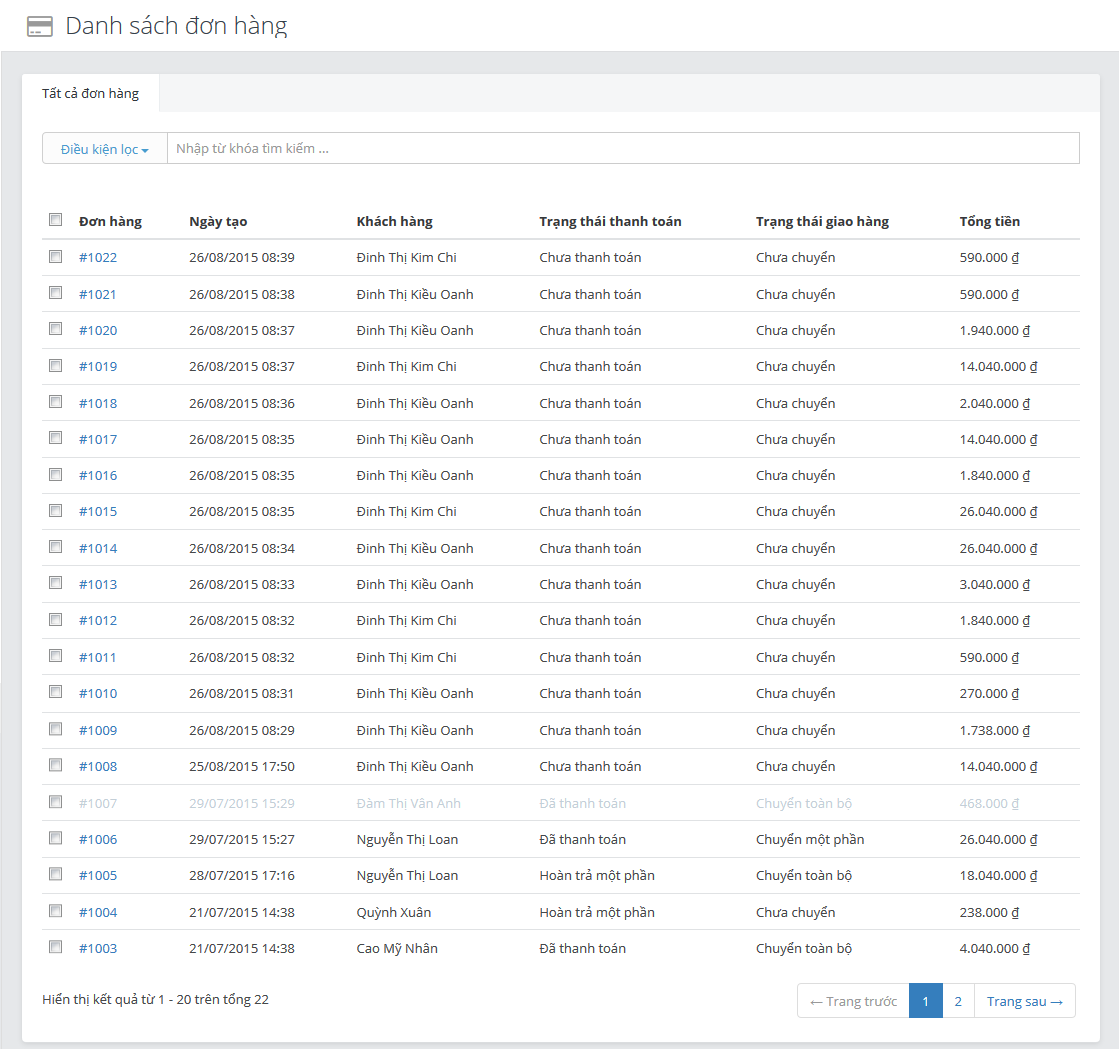 Danh sách đơn hàng
Tất cả đơn hàng
Điều kiện lọc Nhập từ khóa tìm kiếm ...
Đơn hàng Ngày tạo Khách hàng Trạng thái thanh toán Trạng thái giao hàng Tổng tiền
#1022 26/08/2015 08:39 Đinh Thị Kim Chi Chưa thanh toán Chưa chuyển 590.000 ₫
#1021 26/08/2015 08:38 Đinh Thị Kiều Oanh Chưa thanh toán Chưa chuyển 590.000 ₫
#1020 26/08/2015 08:37 Đinh Thị Kiều Oanh Chưa thanh toán Chưa chuyển 1.940.000 ₫
#1019 26/08/2015 08:37 Đinh Thị Kim Chi Chưa thanh toán Chưa chuyển 14.040.000 ₫
#1018 26/08/2015 08:36 Đinh Thị Kiều Oanh Chưa thanh toán Chưa chuyển 2.040.000 ₫
#1017 26/08/2015 08:35 Đinh Thị Kiều Oanh Chưa thanh toán Chưa chuyển 14.040.000 ₫
#1016 26/08/2015 08:35 Đinh Thị Kiều Oanh Chưa thanh toán Chưa chuyển 1.840.000 ₫
#1015 26/08/2015 08:35 Đinh Thị Kim Chi Chưa thanh toán Chưa chuyển 26.040.000 ₫
#1014 26/08/2015 08:34 Đinh Thị Kiều Oanh Chưa thanh toán Chưa chuyển 26.040.000 ₫
#1013 26/08/2015 08:33 Đinh Thị Kiều Oanh Chưa thanh toán Chưa chuyển 3.040.000 ₫
#1012 26/08/2015 08:32 Đinh Thị Kim Chi Chưa thanh toán Chưa chuyển 1.840.000 ₫
#1011 26/08/2015 08:32 Đinh Thị Kim Chi Chưa thanh toán Chưa chuyển 590.000 ₫
#1010 26/08/2015 08:31 Đinh Thị Kiều Oanh Chưa thanh toán Chưa chuyển 270.000 ₫
#1009 26/08/2015 08:29 Đinh Thị Kiều Oanh Chưa thanh toán Chưa chuyển 1.738.000 ₫
#1008 25/08/2015 17:50 Đinh Thị Kiều Oanh Chưa thanh toán Chưa chuyển 14.040.000 ₫
#1007 29/07/2015 15:29 Đàm Thị Vân Anh Đã thanh toán Chuyển toàn bộ 468.000 ₫
#1006 29/07/2015 15:27 Nguyễn Thị Loan Đã thanh toán Chuyển một phần 26.040.000 ₫
#1005 28/07/2015 17:16 Nguyễn Thị Loan Hoàn trả một phần Chuyển toàn bộ 18.040.000 ₫
#1004 21/07/2015 14:38 Quỳnh Xuân Hoàn trả một phần Chưa chuyển 238.000 ₫
#1003 21/07/2015 14:38 Cao Mỹ Nhân Đã thanh toán Chuyển toàn bộ 4.040.000 ₫
Hiển thị kết quả từ 1 - 20 trên tổng 22 ← Trang trước 1 2 Trang sau →